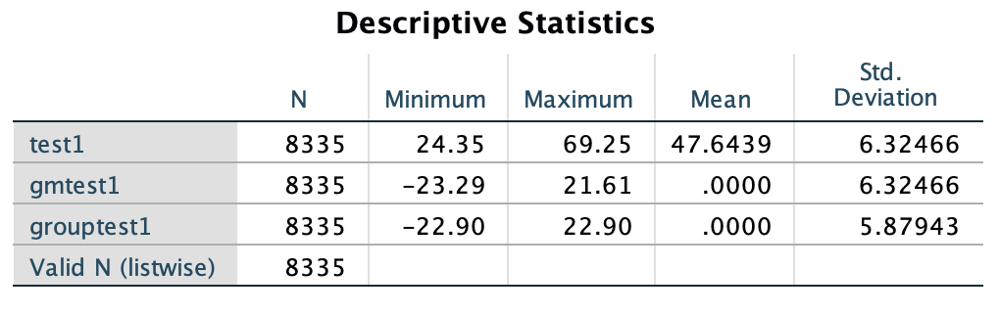 Descriptive Statistics
N Minimum Maximum Mean Std. Deviation
test1 8335 24.35 69.25 47.6439 6.32466
gmtest1 8335 -23.29 21.61 .0000 6.32466
grouptest1 8335 -22.90 22.90 .0000 5.87943
Valid N (listwise) 8335